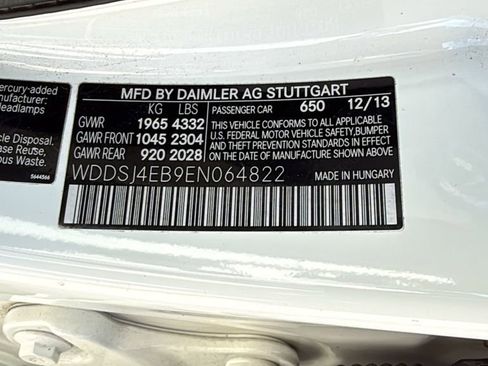 MFD BY DAIMLER AG STUTTGART
KG LBS PASSENGER CAR 650 12/13
GVWR 1965 4332
GAWR FRONT 1045 2304
GAWR REAR 920 2028
THIS VEHICLE CONFORMS TO ALL APPLICABLE
U.S. FEDERAL MOTOR VEHICLE SAFETY, BUMPER
AND THEFT PREVENTION STANDARDS IN EFFECT
ON THE DATE OF MANUFACTURE SHOWN ABOVE.
WDDSJ4EB9EN064822 MADE IN HUNGARY
ercury-added
eadlamps
icle Disposal,
ease Reuse,
ous Waste.
5644566